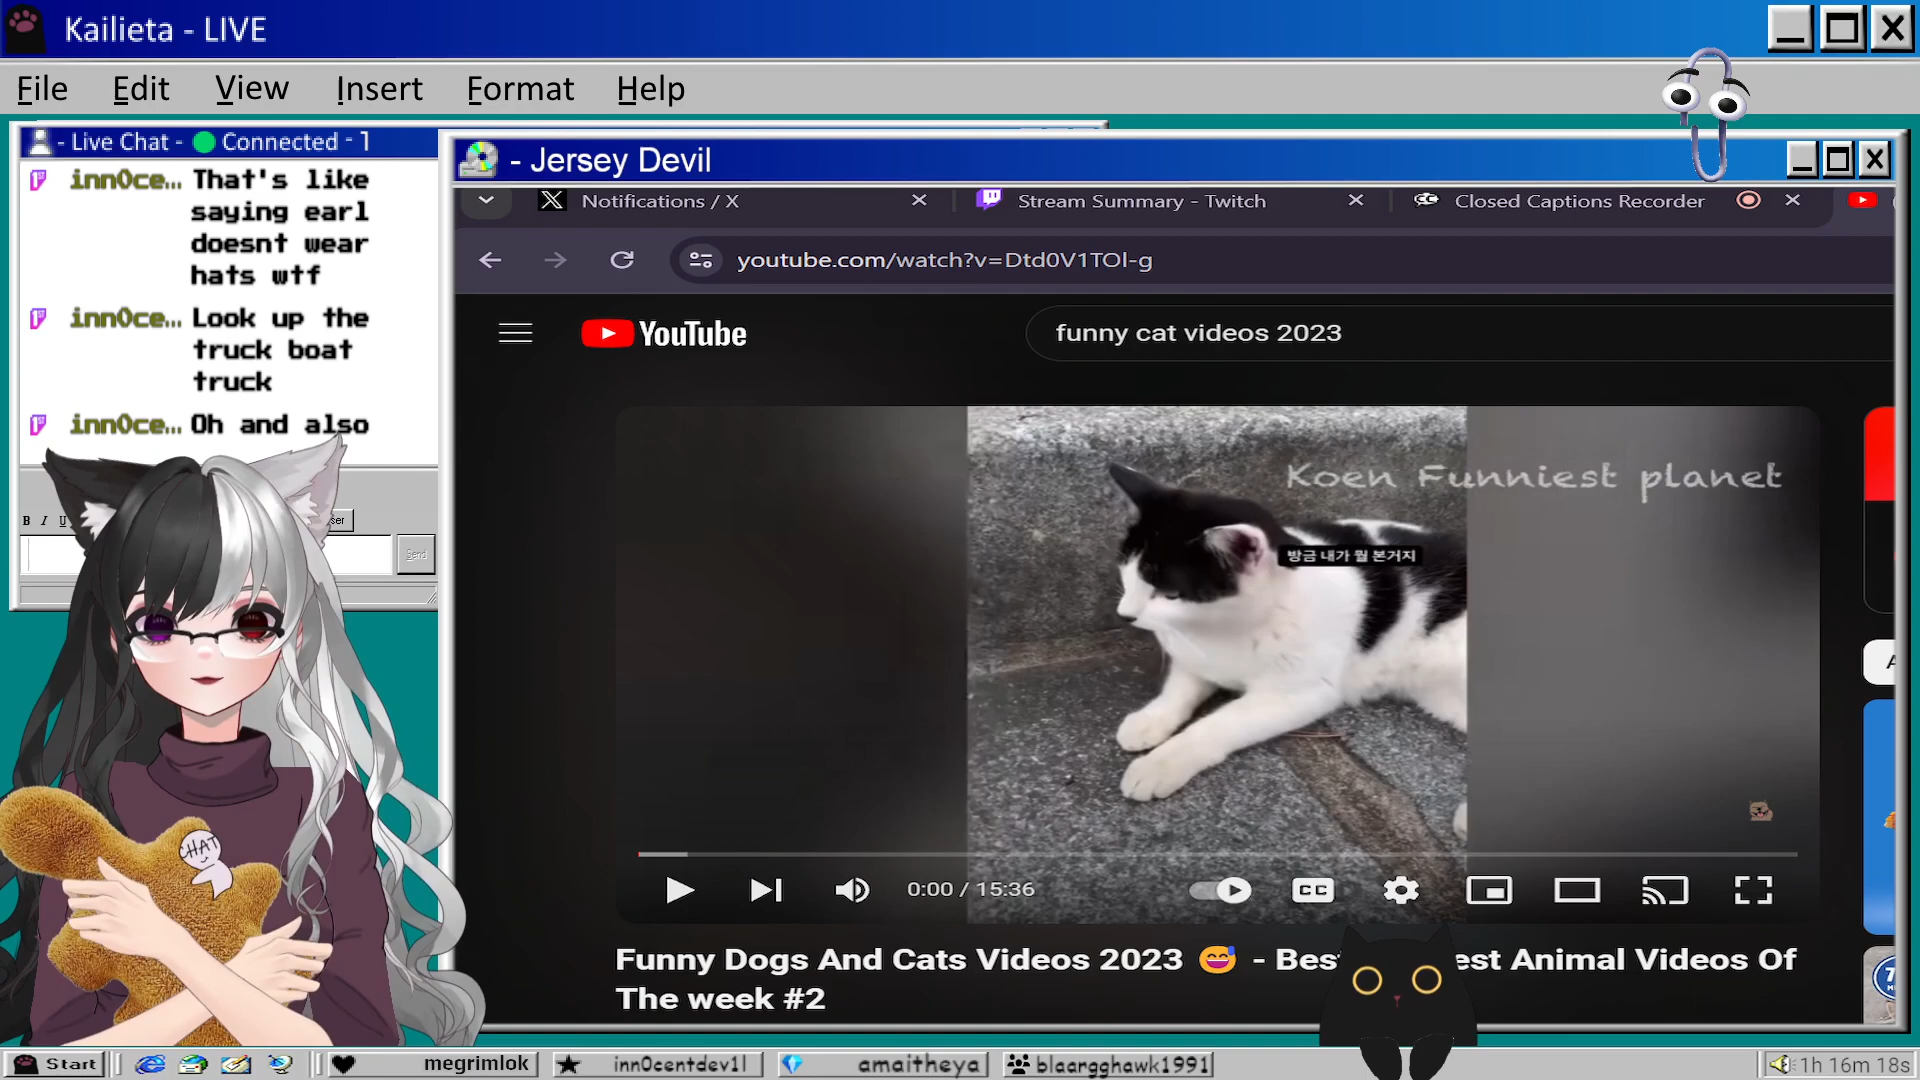 Kailieta - LIVE
File Edit View Insert Format Help
- Live Chat - Connected - 1
inn0ce... That's like
saying earl
doesnt wear
hats wtf
inn0ce... Look up the
truck boat
truck
inn0ce... Oh and also
B I U
ser
Send
CHAT
- Jersey Devil
Notifications / X
Stream Summary - Twitch
Closed Captions Recorder
youtube.com/watch?v=Dtd0V1TOl-g
YouTube
funny cat videos 2023
Koen Funniest planet
방금 내가 뭘 본거지
0:00 / 15:36
CC
Funny Dogs And Cats Videos 2023 😅 - Bes est Animal Videos Of
The week #2
Start
megrimlok
inn0centdev1l
amaitheya
blaargghawk1991
1h 16m 18s